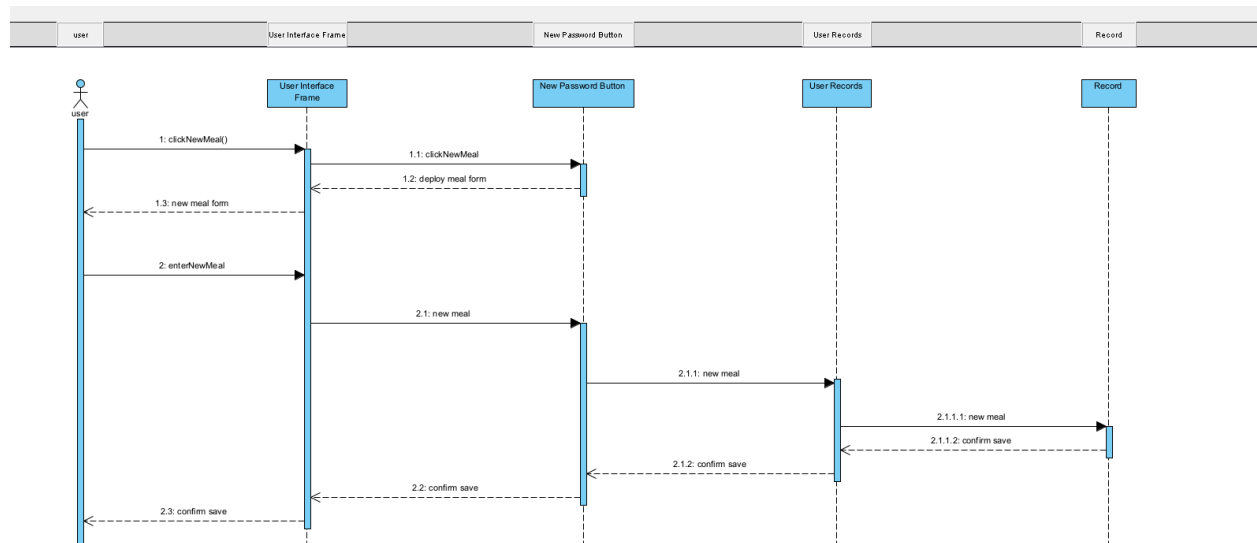 user
User Interface Frame
New Password Button
User Records
Record
User Interface
Frame
New Password Button
User Records
Record
user
1: clickNewMeal()
1.1: clickNewMeal
1.2: deploy meal form
1.3: new meal form
2: enterNewMeal
2.1: new meal
2.1.1: new meal
2.1.1.1: new meal
2.1.1.2: confirm save
2.1.2: confirm save
2.2: confirm save
2.3: confirm save